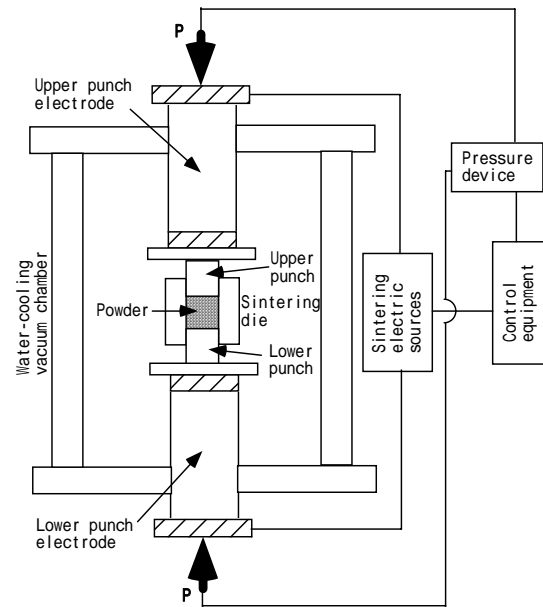 P
Upper punch
electrode
Pressure
device
Water-cooling
vacuum chamber
Upper
punch
Powder
Sintering
die
Lower
punch
Sintering
electric
sources
Control
equipment
Lower punch
electrode
P